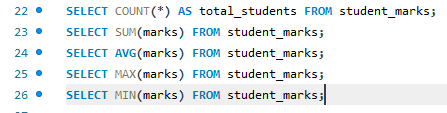 22 SELECT COUNT(*) AS total_students FROM student_marks;
23 SELECT SUM(marks) FROM student_marks;
24 SELECT AVG(marks) FROM student_marks;
25 SELECT MAX(marks) FROM student_marks;
26 SELECT MIN(marks) FROM student_marks;